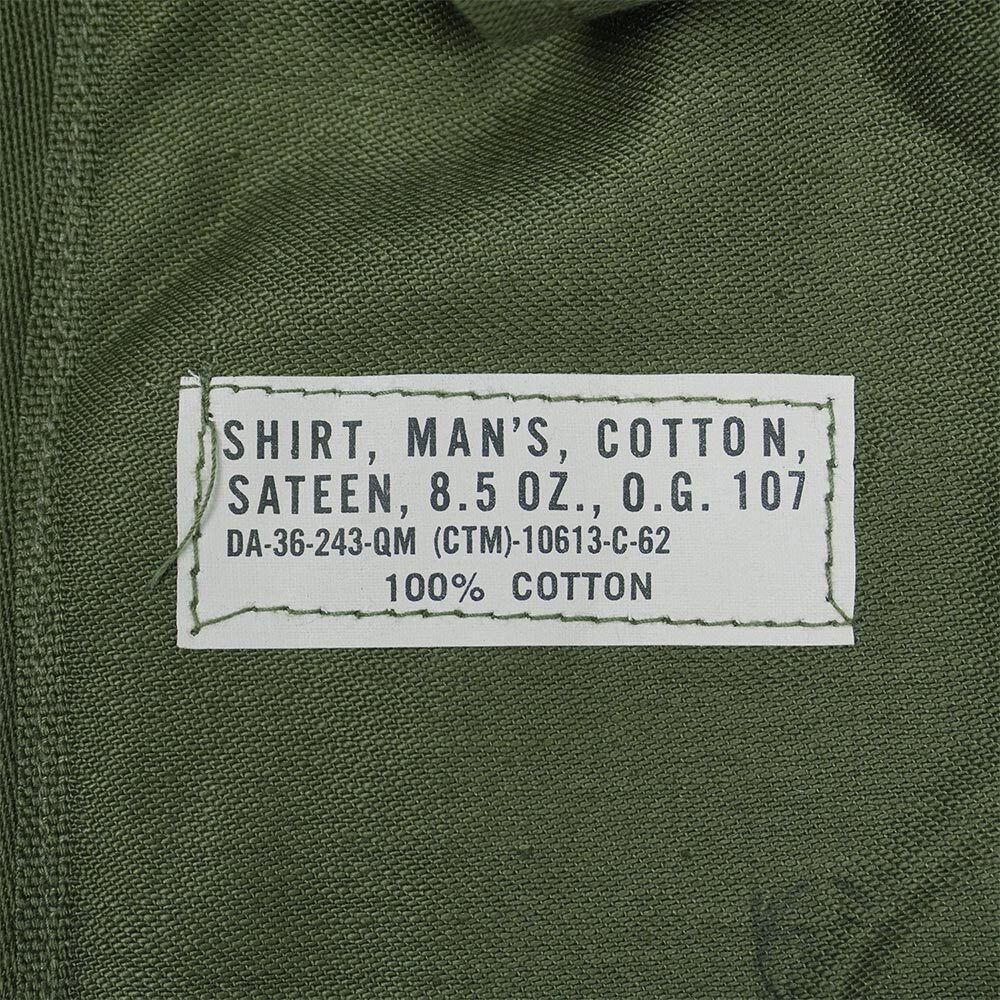 SHIRT, MAN'S, COTTON,
SATEEN, 8.5 OZ., O.G. 107
DA-36-243-QM (CTM)-10613-C-62
100% COTTON